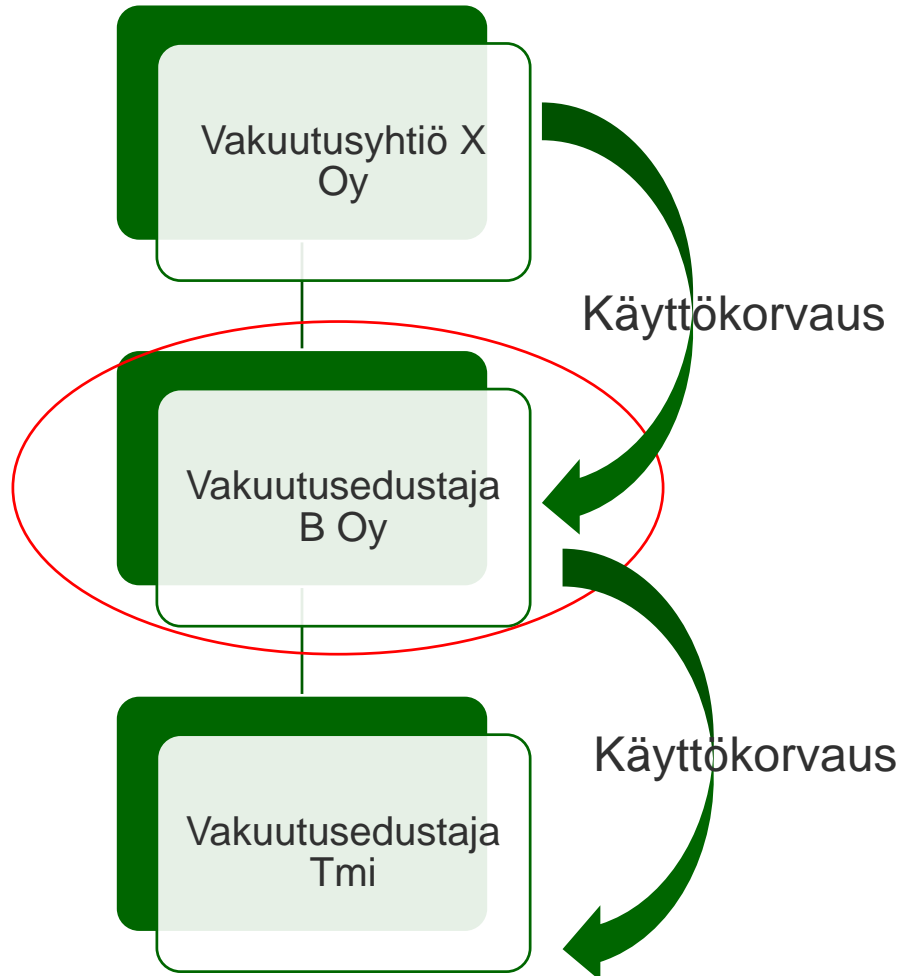 Vakuutusyhtiö X
Oy
Käyttökorvaus
Vakuutusedustaja
B Oy
Käyttökorvaus
Vakuutusedustaja
Tmi